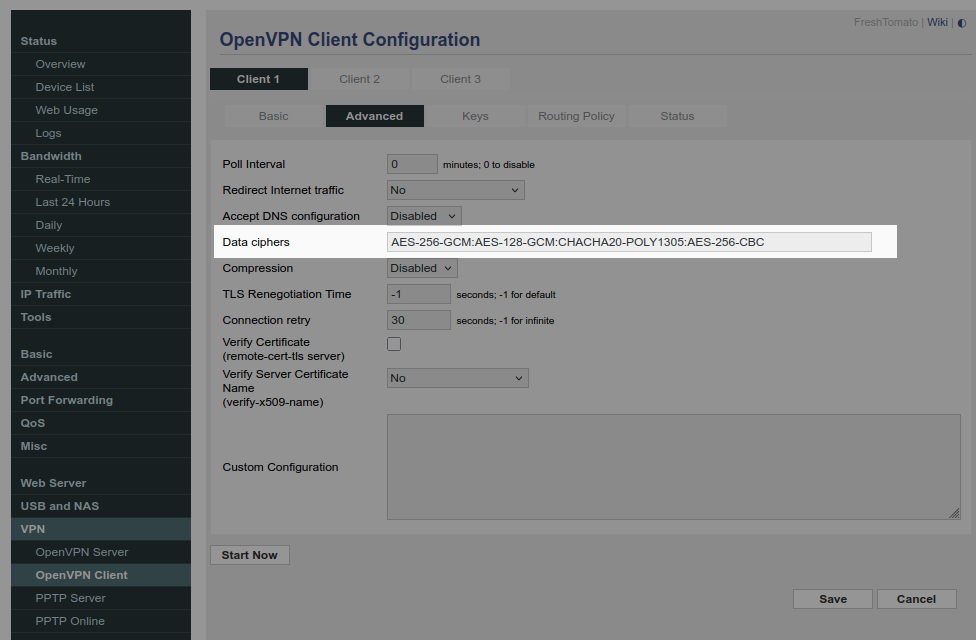 FreshTomato | Wiki |
Status
Overview
Device List
Web Usage
Logs
Bandwidth
Real-Time
Last 24 Hours
Daily
Weekly
Monthly
IP Traffic
Tools
Basic
Advanced
Port Forwarding
QoS
Misc
Web Server
USB and NAS
VPN
OpenVPN Server
OpenVPN Client
PPTP Server
PPTP Online
OpenVPN Client Configuration
Client 1 Client 2 Client 3
Basic Advanced Keys Routing Policy Status
Poll Interval 0 minutes; 0 to disable
Redirect Internet traffic No
Accept DNS configuration Disabled
Data ciphers AES-256-GCM:AES-128-GCM:CHACHA20-POLY1305:AES-256-CBC
Compression Disabled
TLS Renegotiation Time -1 seconds; -1 for default
Connection retry 30 seconds; -1 for infinite
Verify Certificate
(remote-cert-tls server)
Verify Server Certificate
Name
(verify-x509-name) No
Custom Configuration
Start Now
Save Cancel